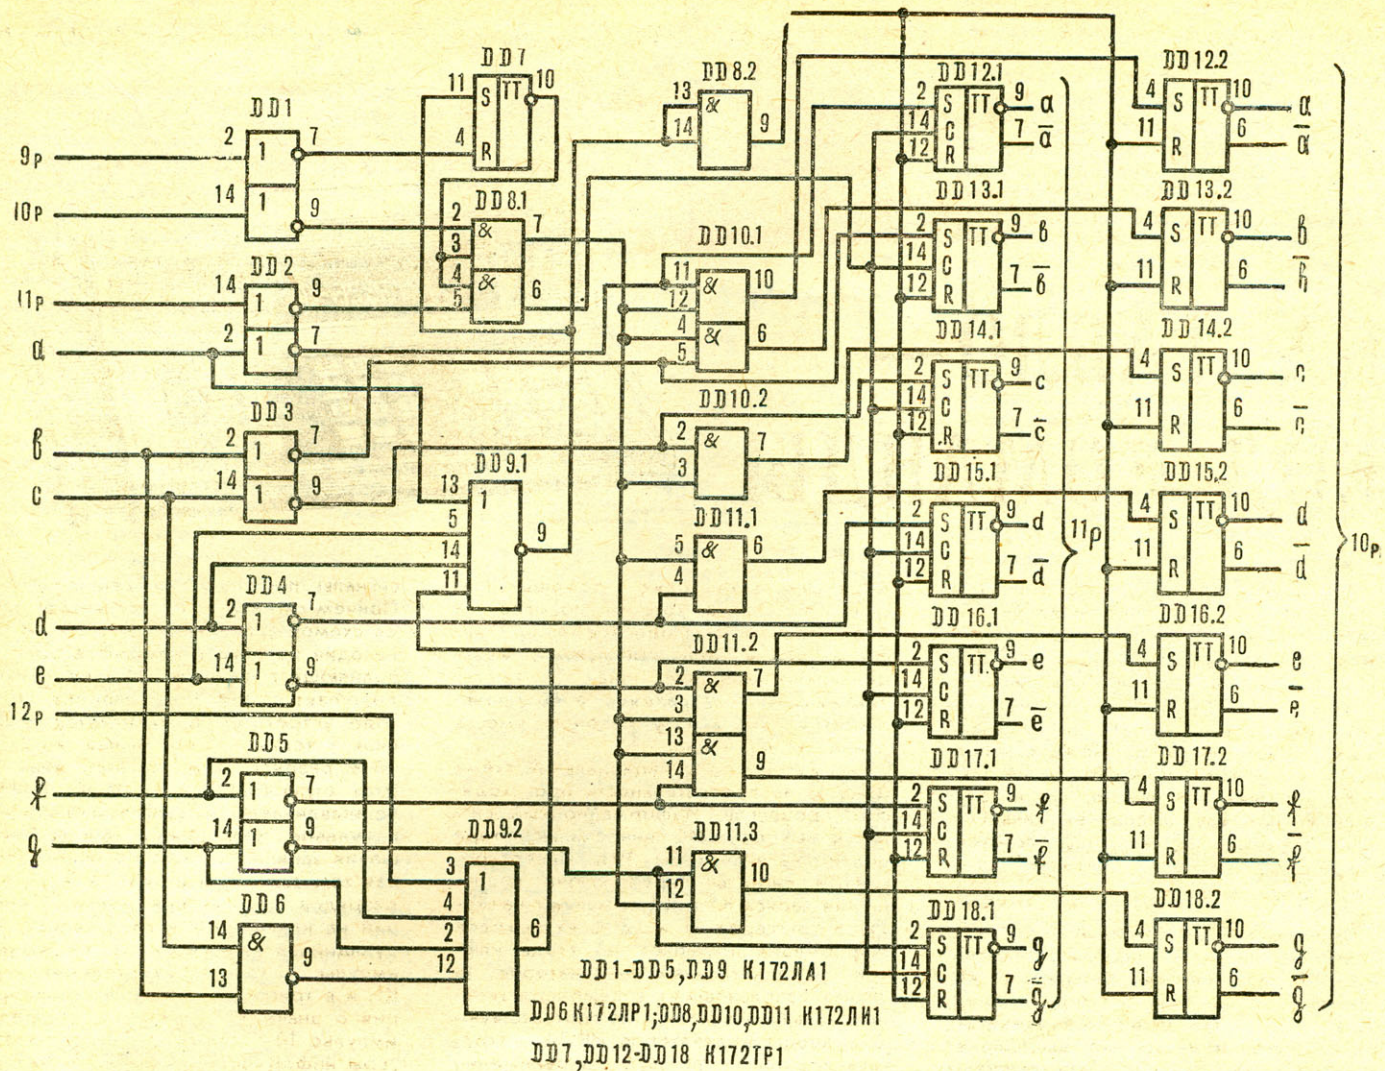 DD1
2
7
9р
1
14
9
10р
1
DD7
11
10
S
TT
4
R
DD8.2
13
&
14
9
DD12.1
2
9
S
TT
a
14
7
C
a̅
12
R
DD12.2
4
10
S
TT
a
11
6
R
a̅
DD8.1
2
7
&
3
4
&
5
6
DD2
14
9
11р
1
2
7
a
1
DD10.1
11
10
&
12
4
6
&
5
DD13.1
2
9
S
TT
в
14
7
C
в̅
12
R
DD13.2
4
10
S
TT
в
11
6
R
DD14.1
2
9
S
TT
c
14
7
C
c̅
12
R
DD14.2
4
10
S
TT
11
6
R
DD3
2
7
в
1
14
9
c
1
DD10.2
2
7
&
3
DD9.1
13
1
5
9
14
11
DD11.1
5
6
&
4
DD15.1
2
9
S
TT
d
14
7
C
d̅
12
R
DD15.2
4
10
S
TT
d
11
6
R
d̅
11р
10р
DD4
2
7
d
1
14
9
e
1
12р
DD11.2
2
7
&
3
13
&
14
9
DD16.1
2
9
S
TT
e
14
7
C
e̅
12
R
DD16.2
4
10
S
TT
e
11
6
R
e̅
DD5
2
7
f
1
14
9
g
1
DD17.1
2
9
S
TT
f
14
7
C
f̅
12
R
DD17.2
4
10
S
TT
f
11
6
R
f̅
DD6
14
&
9
13
DD9.2
3
1
4
6
2
12
DD11.3
11
&
10
12
DD18.1
2
9
S
TT
g
14
7
C
g̅
12
R
DD18.2
4
10
S
TT
g
11
6
R
g̅
DD1-DD5,DD9 К172ЛА1
DD6 К172ЛР1;DD8,DD10,DD11 К172ЛИ1
DD7,DD12-DD18 К172ТР1